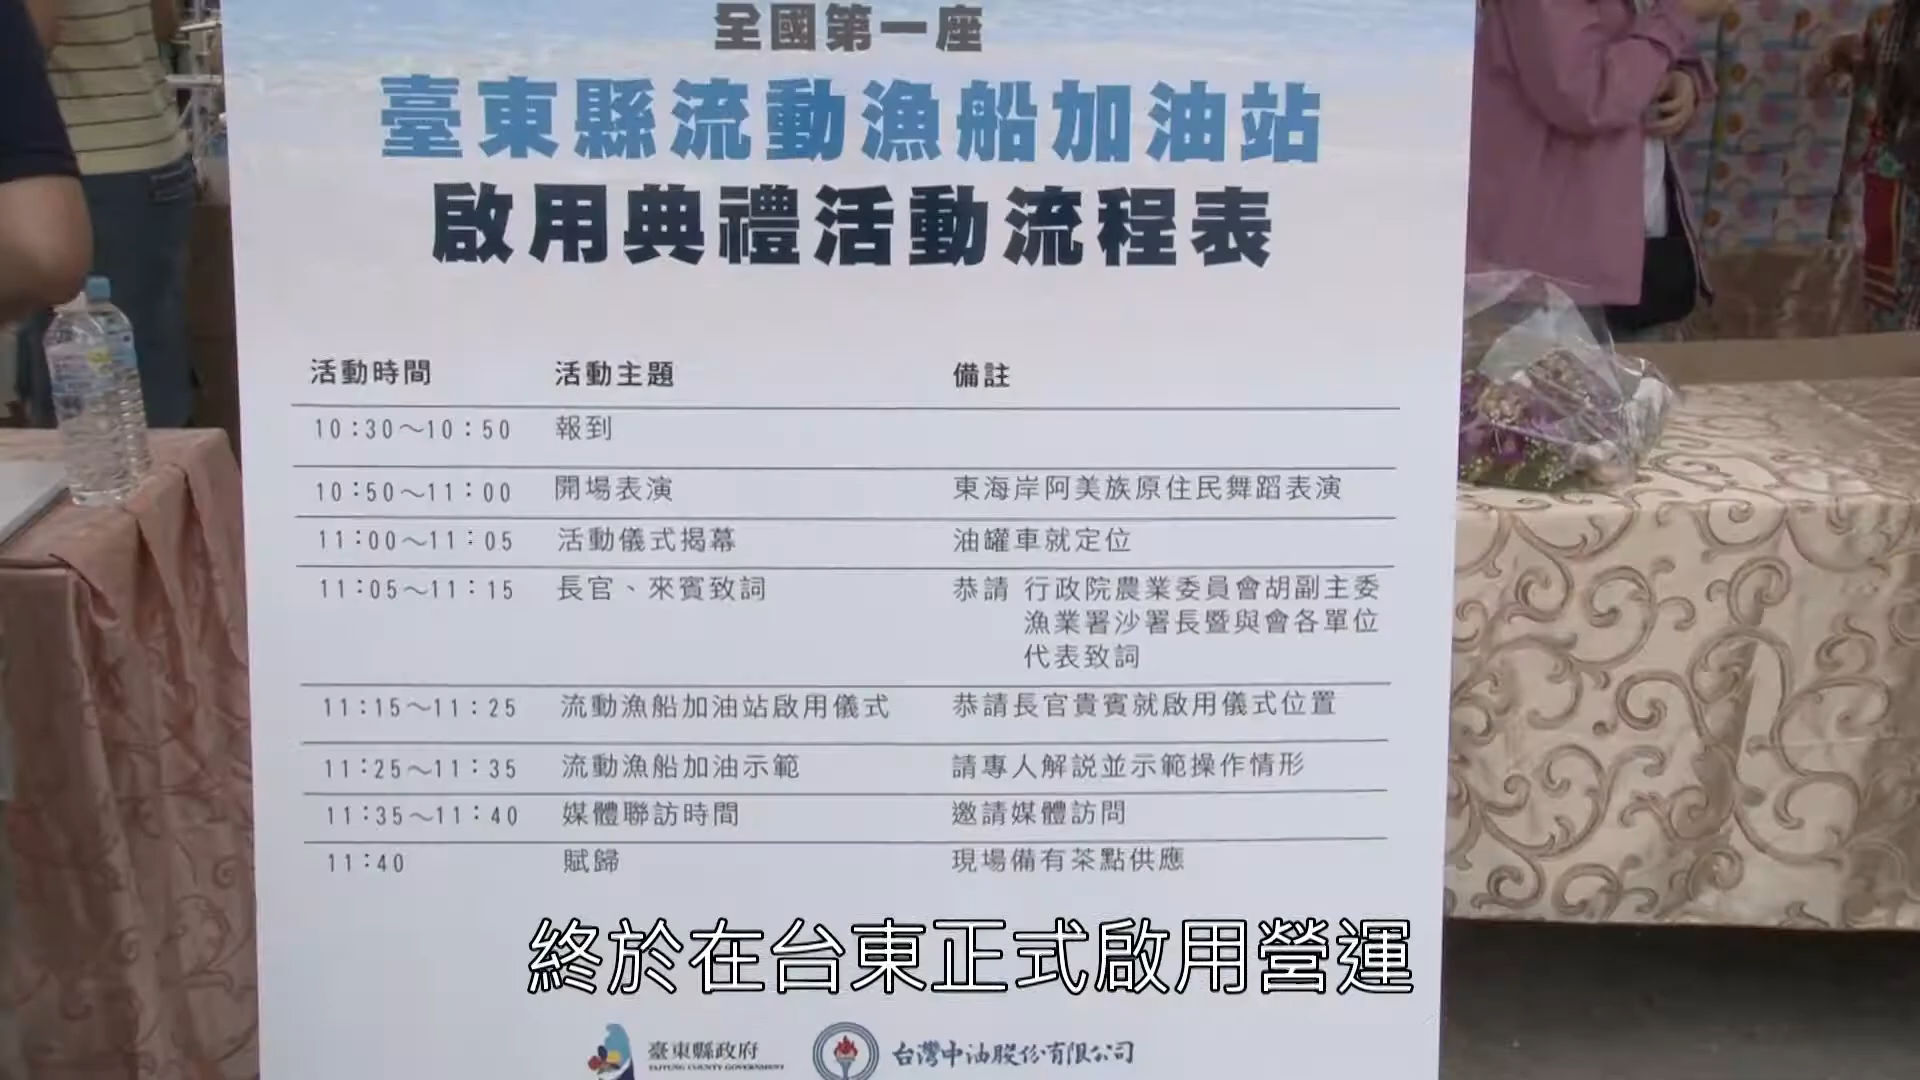 全國第一座
臺東縣流動漁船加油站
啟用典禮活動流程表
活動時間 活動主題 備註
10:30～10:50 報到
10:50～11:00 開場表演 東海岸阿美族原住民舞蹈表演
11:00～11:05 活動儀式揭幕 油罐車就定位
11:05～11:15 長官、來賓致詞 恭請 行政院農業委員會胡副主委
漁業署沙署長暨與會各單位
代表致詞
11:15～11:25 流動漁船加油站啟用儀式 恭請長官貴賓就啟用儀式位置
11:25～11:35 流動漁船加油示範 請專人解説並示範操作情形
11:35～11:40 媒體聯訪時間 邀請媒體訪問
11:40 賦歸 現場備有茶點供應
終於在台東正式啟用營運
臺東縣政府 台灣中油股份有限公司
TAITUNG COUNTY GOVERNMENT